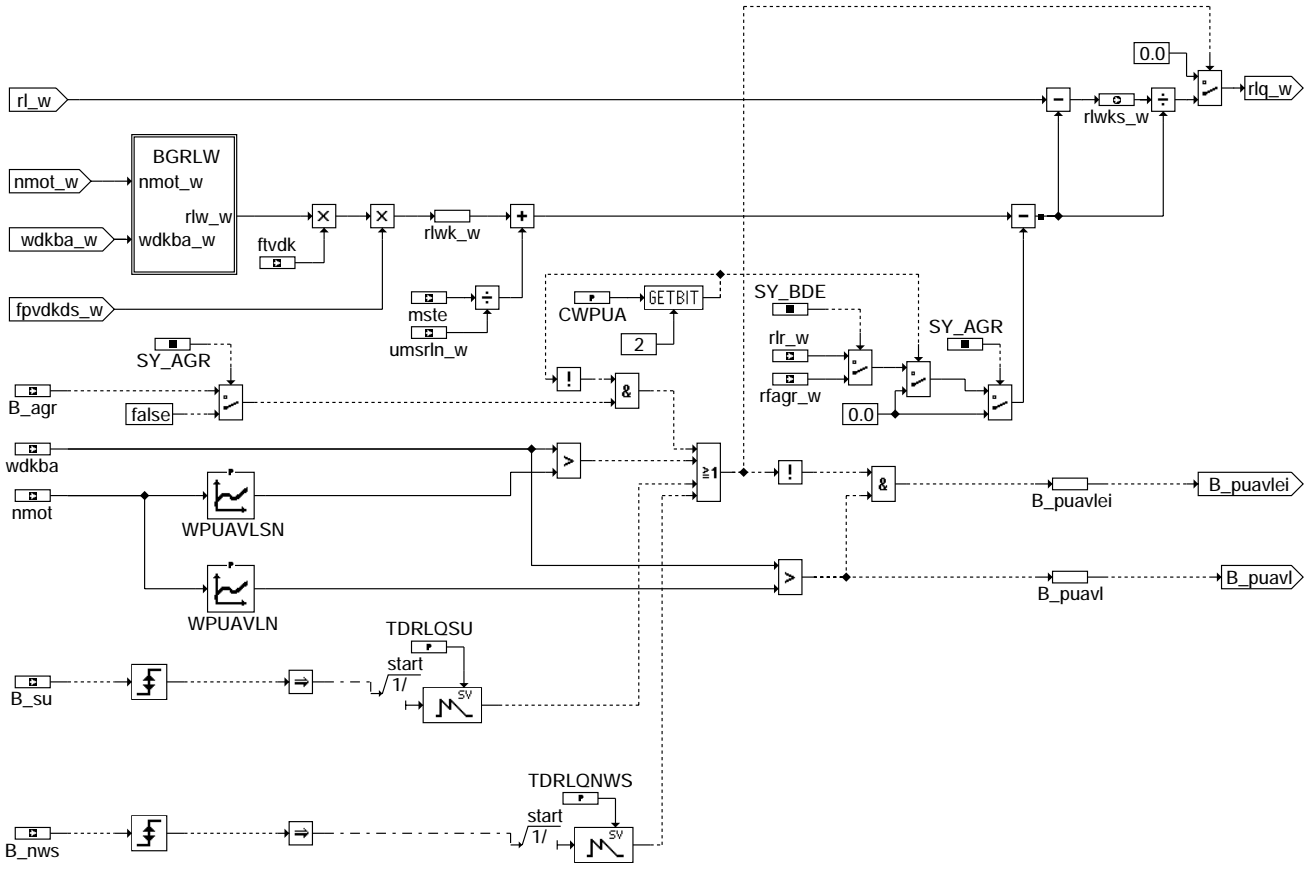 0.0
rl_w
rlq_w
rlwks_w
BGRLW
nmot_w
nmot_w
rlw_w
wdkba_w
wdkba_w
ftvdk
rlwk_w
fpvdkds_w
mste
umsrln_w
CWPUA
P
GETBIT
2
SY_BDE
SY_AGR
rlr_w
rfagr_w
0.0
SY_AGR
B_agr
false
!
&
wdkba
>
≥1
!
&
B_puavlei
B_puavlei
nmot
P
WPUAVLSN
P
WPUAVLN
>
B_puavl
B_puavl
TDRLQSU
P
start
1/
SV
B_su
TDRLQNWS
P
start
1/
SV
B_nws